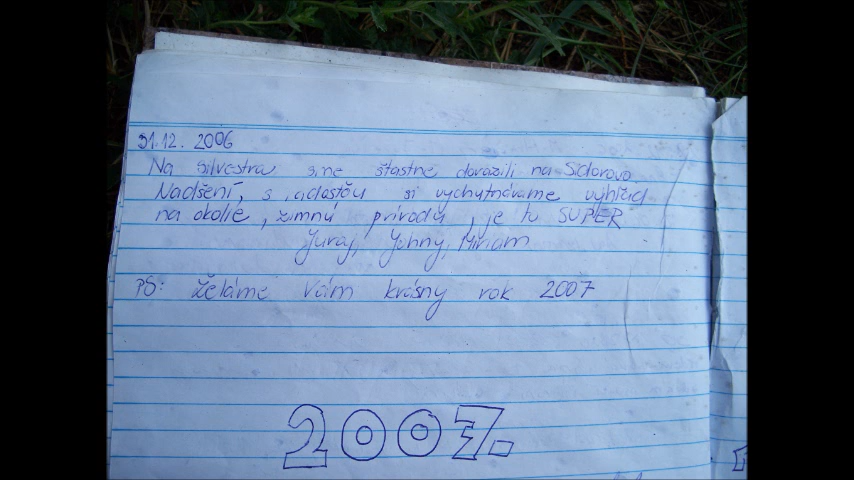 31.12. 2006
Na silvestra sme šťastne dorazili na Sidorovo
Nadšení, s radosťou si vychutnávame výhľad
na okolie, zimnú prírodu, je tu SUPER
Juraj, Johny, Miriam
PS: želáme Vám krásny rok 2007
2007.